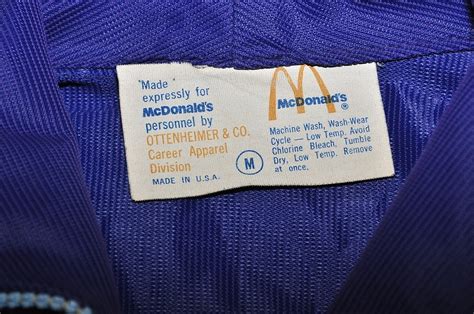 "Made
expressly for
McDonald's
personnel by
OTTENHEIMER & CO.
Career Apparel
Division
MADE IN U.S.A.
M
McDonald's
Machine Wash, Wash-Wear
Cycle — Low Temp. Avoid
Chlorine Bleach, Tumble
Dry, Low Temp. Remove
at once.